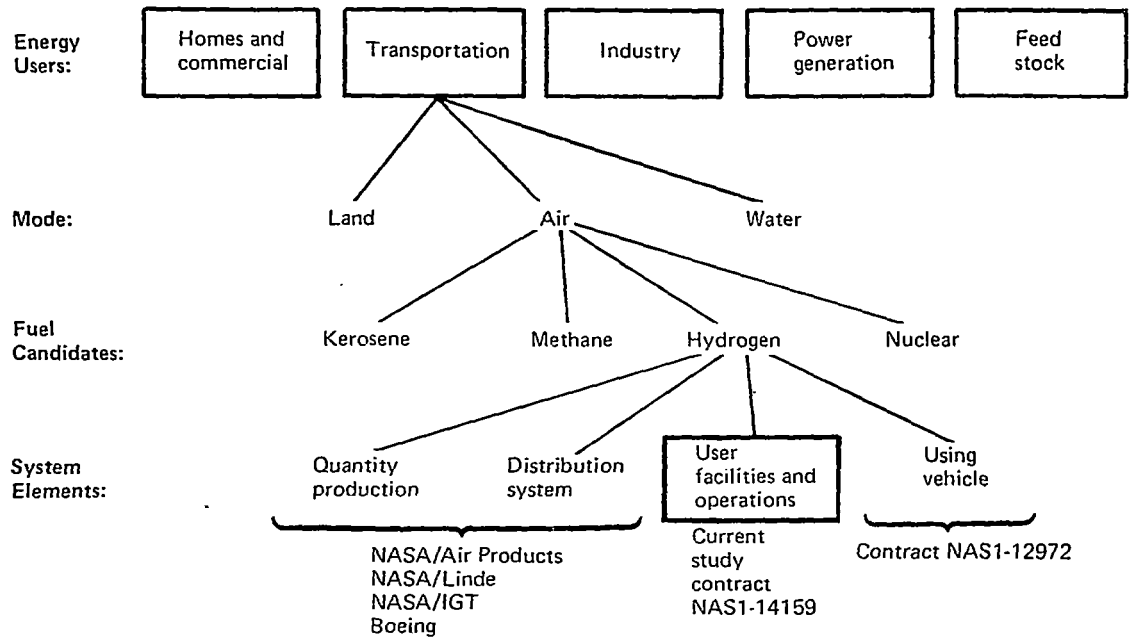 Energy
Users:
Homes and
commercial
Transportation
Industry
Power
generation
Feed
stock
Mode:
Land
Air
Water
Fuel
Candidates:
Kerosene
Methane
Hydrogen
Nuclear
System
Elements:
Quantity
production
Distribution
system
User
facilities and
operations
Using
vehicle
NASA/Air Products
NASA/Linde
NASA/IGT
Boeing
Current
study
contract
NAS1-14159
Contract NAS1-12972